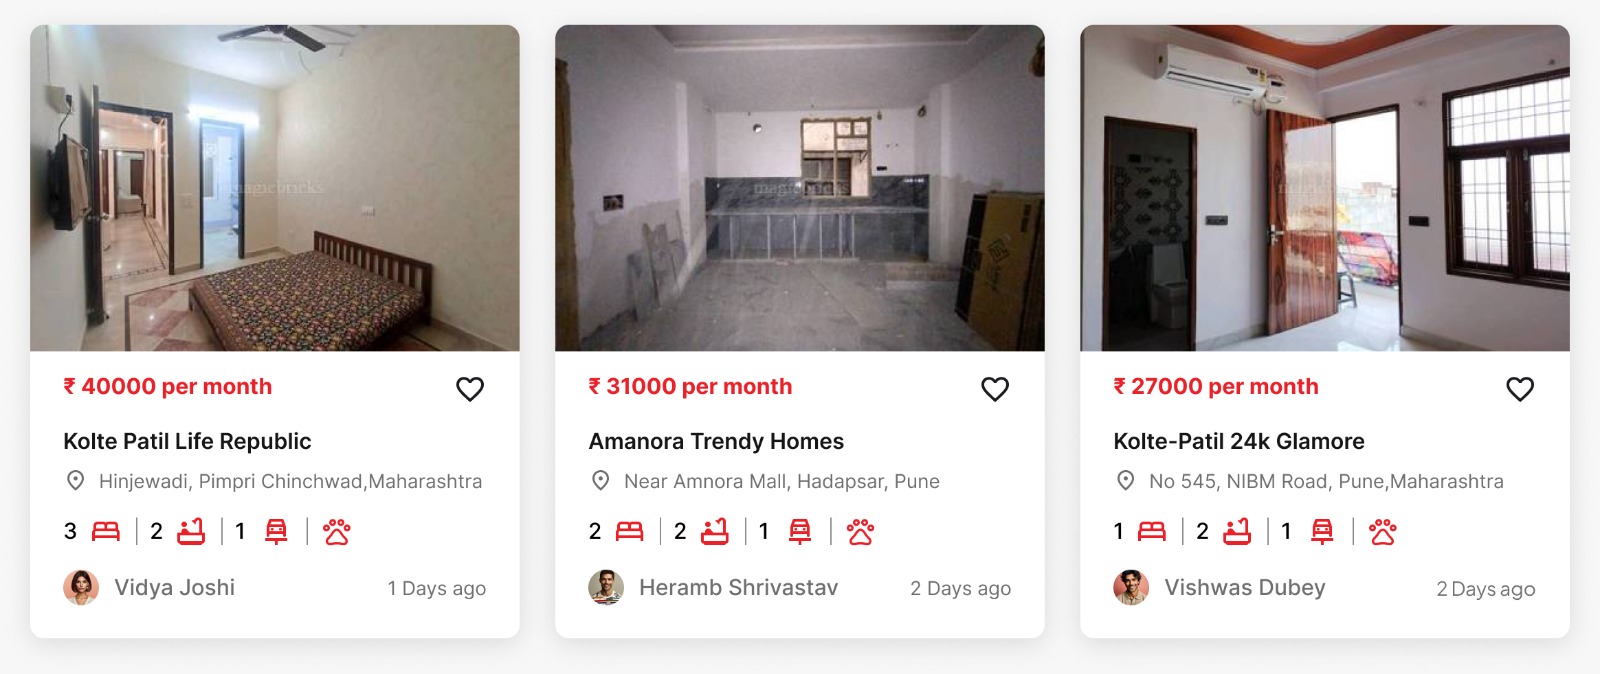 magicbricks
₹ 40000 per month
Kolte Patil Life Republic
Hinjewadi, Pimpri Chinchwad,Maharashtra
3 2 1
Vidya Joshi 1 Days ago
magicbricks
₹ 31000 per month
Amanora Trendy Homes
Near Amnora Mall, Hadapsar, Pune
2 2 1
Heramb Shrivastav 2 Days ago
magicbricks
₹ 27000 per month
Kolte-Patil 24k Glamore
No 545, NIBM Road, Pune,Maharashtra
1 2 1
Vishwas Dubey 2 Days ago